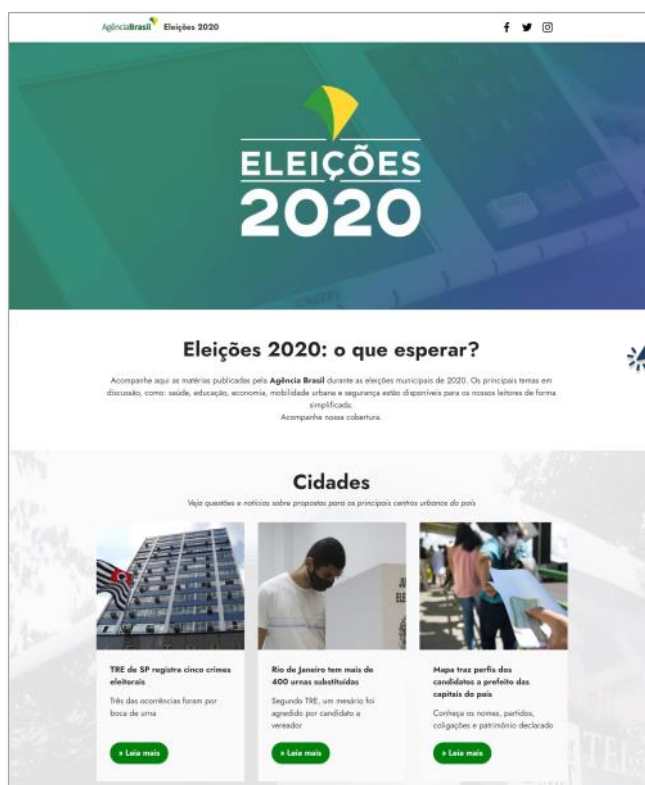 AgênciaBrasil Eleições 2020
ELEIÇÕES
2020
Eleições 2020: o que esperar?
Acompanhe aqui as matérias publicadas pela Agência Brasil durante as eleições municipais de 2020. Os principais temas em
discussão, como: saúde, educação, economia, mobilidade urbana e segurança estão disponíveis para os nossos leitores de forma
simplificada.
Acompanhe nossa cobertura.
Cidades
Veja questões e notícias sobre propostas para os principais centros urbanos do país
TRE de SP registra cinco crimes
eleitorais
Três das ocorrências foram por
boca de urna
» Leia mais
Rio de Janeiro tem mais de
400 urnas substituídas
Segundo TRE, um mesário foi
agredido por candidato a
vereador
» Leia mais
Mapa traz perfis dos
candidatos a prefeito das
capitais do país
Conheça os nomes, partidos,
coligações e patrimônio declarado
» Leia mais